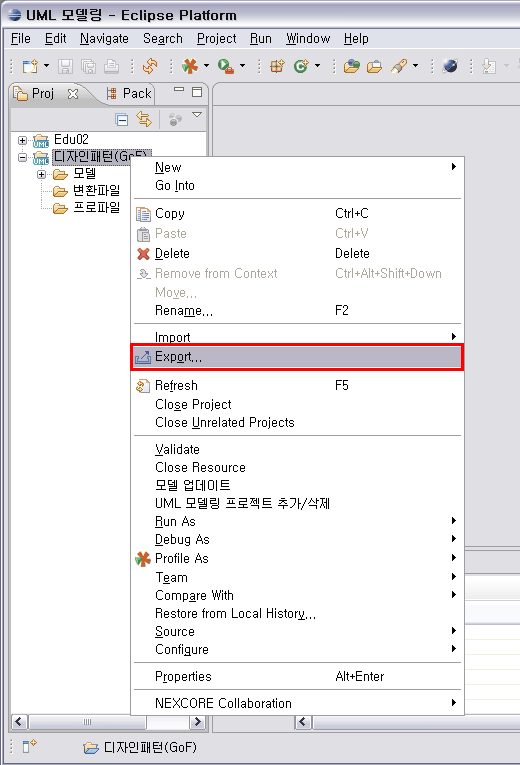 UML 모델링 - Eclipse Platform
File Edit Navigate Search Project Run Window Help
Proj Pack
Edu02
디자인패턴(GoF)
모델
변환파일
프로파일
New
Go Into
Copy Ctrl+C
Paste Ctrl+V
Delete Delete
Remove from Context Ctrl+Alt+Shift+Down
Move...
Rename... F2
Import
Export...
Refresh F5
Close Project
Close Unrelated Projects
Validate
Close Resource
모델 업데이트
UML 모델링 프로젝트 추가/삭제
Run As
Debug As
Profile As
Team
Compare With
Restore from Local History...
Source
Configure
Properties Alt+Enter
NEXCORE Collaboration
디자인패턴(GoF)